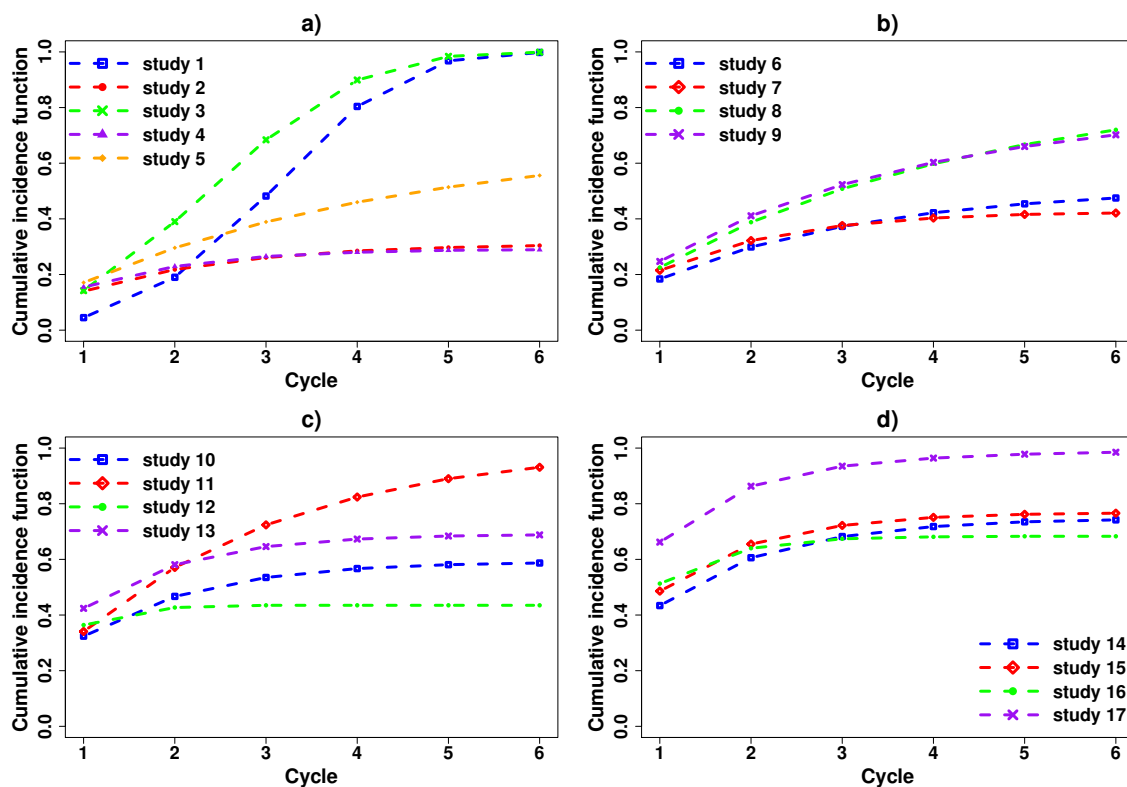 a)
Cumulative incidence function
1.0
0.8
0.6
0.4
0.2
0.0
study 1
study 2
study 3
study 4
study 5
1 2 3 4 5 6
Cycle
b)
Cumulative incidence function
1.0
0.8
0.6
0.4
0.2
0.0
study 6
study 7
study 8
study 9
1 2 3 4 5 6
Cycle
c)
Cumulative incidence function
1.0
0.8
0.6
0.4
0.2
0.0
study 10
study 11
study 12
study 13
1 2 3 4 5 6
Cycle
d)
Cumulative incidence function
1.0
0.8
0.6
0.4
0.2
0.0
study 14
study 15
study 16
study 17
1 2 3 4 5 6
Cycle